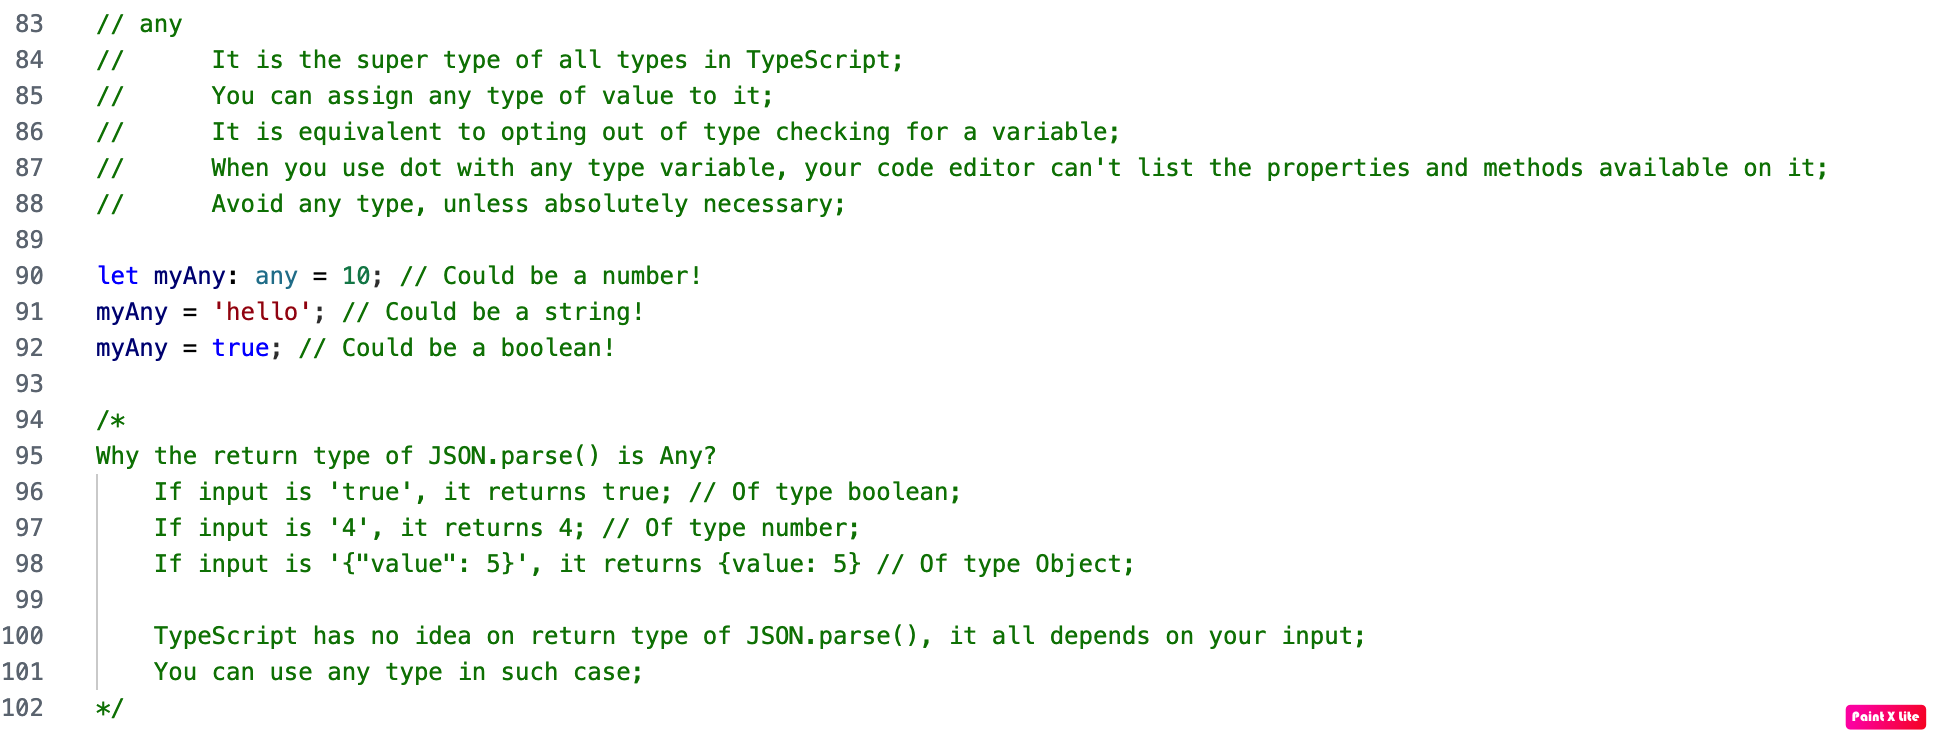 83 // any
84 //      It is the super type of all types in TypeScript;
85 //      You can assign any type of value to it;
86 //      It is equivalent to opting out of type checking for a variable;
87 //      When you use dot with any type variable, your code editor can't list the properties and methods available on it;
88 //      Avoid any type, unless absolutely necessary;
89
90 let myAny: any = 10; // Could be a number!
91 myAny = 'hello'; // Could be a string!
92 myAny = true; // Could be a boolean!
93
94 /*
95 Why the return type of JSON.parse() is Any?
96     If input is 'true', it returns true; // Of type boolean;
97     If input is '4', it returns 4; // Of type number;
98     If input is '{"value": 5}', it returns {value: 5} // Of type Object;
99
100     TypeScript has no idea on return type of JSON.parse(), it all depends on your input;
101     You can use any type in such case;
102 */
Paint X Lite